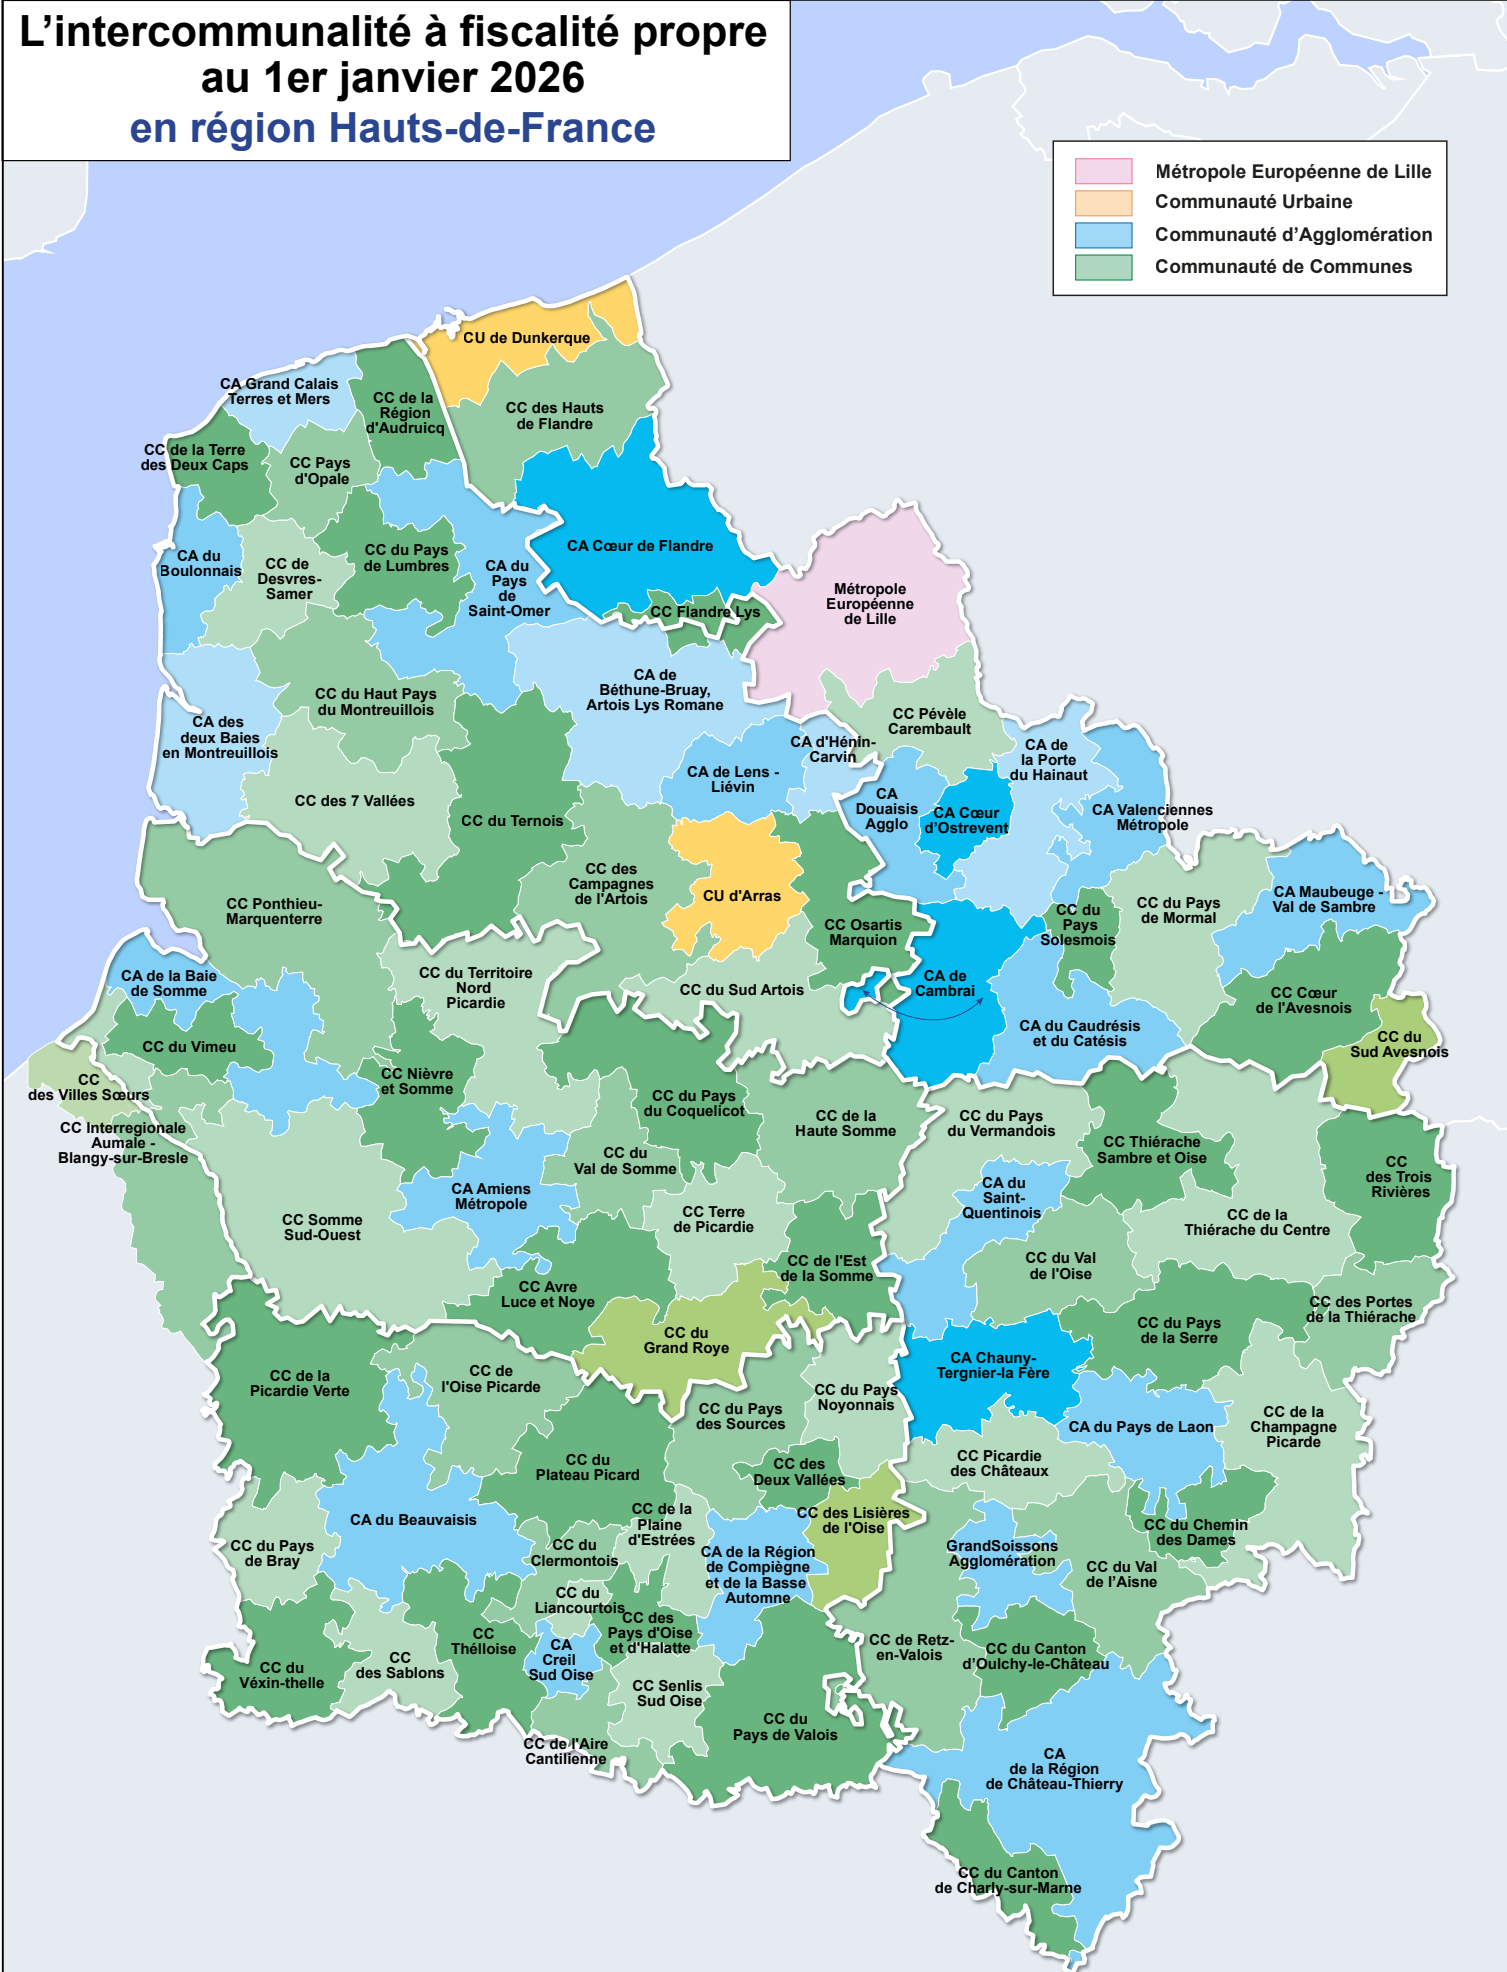 L'intercommunalité à fiscalité propre
au 1er janvier 2026
en région Hauts-de-France
Métropole Européenne de Lille
Communauté Urbaine
Communauté d'Agglomération
Communauté de Communes
CU de Dunkerque
CA Grand Calais
Terres et Mers
CC de la
Région
d'Audruicq
CC des Hauts
de Flandre
CC de la Terre
des Deux Caps
CC Pays
d'Opale
CA Cœur de Flandre
CA du
Boulonnais
CC de
Desvres-
Samer
CC du Pays
de Lumbres
CA du
Pays
de
Saint-Omer
CC Flandre Lys
Métropole
Européenne
de Lille
CA de
Béthune-Bruay,
Artois Lys Romane
CC du Haut Pays
du Montreuillois
CA des
deux Baies
en Montreuillois
CC Pévèle
Carembault
CA d'Hénin-
Carvin
CA de
la Porte
du Hainaut
CA de Lens -
Liévin
CC des 7 Vallées
CC du Ternois
CA
Douaisis
Agglo
CA Cœur
d'Ostrevent
CA Valenciennes
Métropole
CC des
Campagnes
de l'Artois
CU d'Arras
CC Ponthieu-
Marquenterre
CC Osartis
Marquion
CC du
Pays
Solesmois
CC du Pays
de Mormal
CA Maubeuge -
Val de Sambre
CA de la Baie
de Somme
CC du Territoire
Nord
Picardie
CC du Sud Artois
CA de
Cambrai
CC Cœur
de l'Avesnois
CA du Caudrésis
et du Catésis
CC du
Sud Avesnois
CC du Vimeu
CC
des Villes Sœurs
CC Nièvre
et Somme
CC du Pays
du Coquelicot
CC de la
Haute Somme
CC du Pays
du Vermandois
CC Interregionale
Aumale -
Blangy-sur-Bresle
CC Thiérache
Sambre et Oise
CC
des Trois
Rivières
CC du
Val de Somme
CA Amiens
Métropole
CA du
Saint-
Quentinois
CC Somme
Sud-Ouest
CC Terre
de Picardie
CC de la
Thiérache du Centre
CC de l'Est
de la Somme
CC du Val
de l'Oise
CC Avre
Luce et Noye
CC des Portes
de la Thiérache
CC du
Grand Roye
CC du Pays
de la Serre
CC de la
Picardie Verte
CC de
l'Oise Picarde
CA Chauny-
Tergnier-la Fère
CC du Pays
Noyonnais
CC du Pays
des Sources
CA du Pays de Laon
CC de la
Champagne
Picarde
CC du
Plateau Picard
CC des
Deux Vallées
CC Picardie
des Châteaux
CA du Beauvaisis
CC de la
Plaine
d'Estrées
CC des Lisières
de l'Oise
CC du Chemin
des Dames
CC du Pays
de Bray
CC du
Clermontois
CA de la Région
de Compiègne
et de la Basse
Automne
GrandSoissons
Agglomération
CC du Val
de l'Aisne
CC du
Liancourtois
CC des
Pays d'Oise
et d'Halatte
CC
Thélloise
CA
Creil
Sud Oise
CC de Retz-
en-Valois
CC du Canton
d'Oulchy-le-Château
CC du
Véxin-thelle
CC
des Sablons
CC Senlis
Sud Oise
CC du
Pays de Valois
CC de l'Aire
Cantilienne
CA
de la Région
de Château-Thierry
CC du Canton
de Charly-sur-Marne